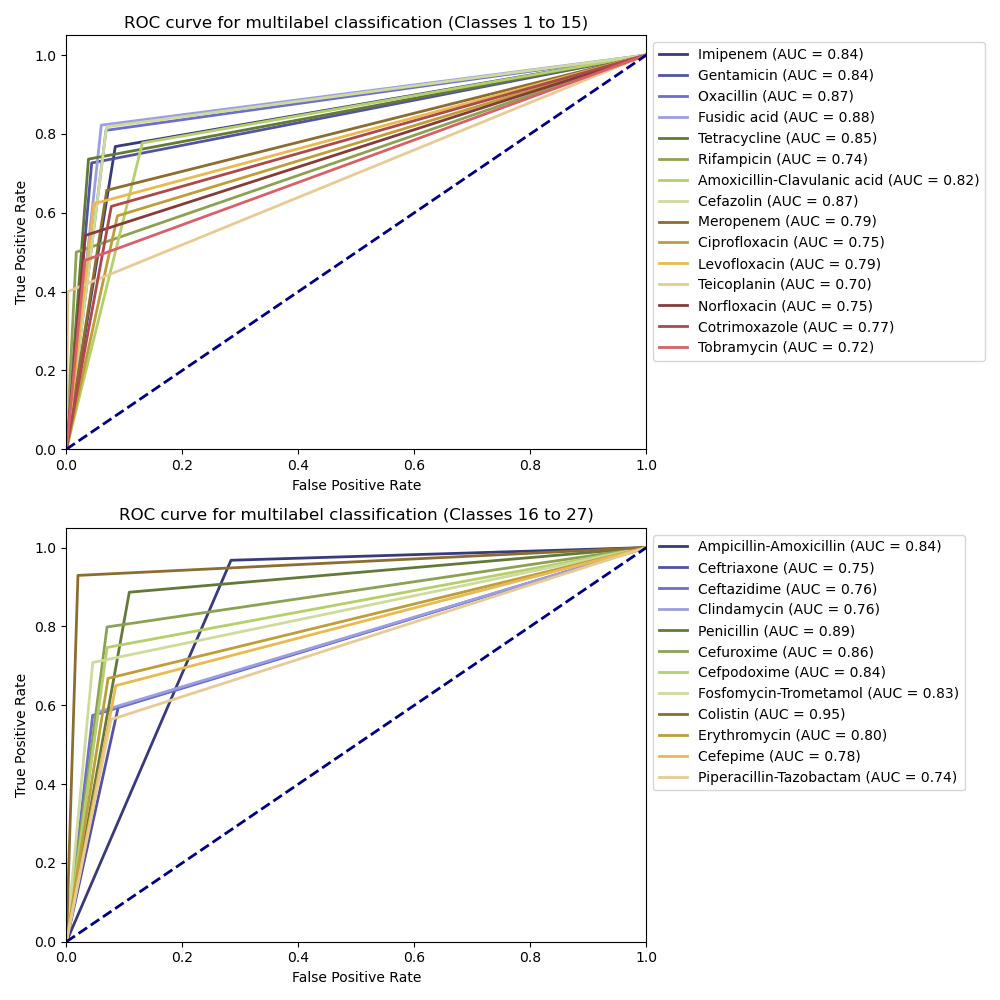 ROC curve for multilabel classification (Classes 1 to 15)
True Positive Rate
1.0
0.8
0.6
0.4
0.2
0.0
0.0 0.2 0.4 0.6 0.8 1.0
False Positive Rate
Imipenem (AUC = 0.84)
Gentamicin (AUC = 0.84)
Oxacillin (AUC = 0.87)
Fusidic acid (AUC = 0.88)
Tetracycline (AUC = 0.85)
Rifampicin (AUC = 0.74)
Amoxicillin-Clavulanic acid (AUC = 0.82)
Cefazolin (AUC = 0.87)
Meropenem (AUC = 0.79)
Ciprofloxacin (AUC = 0.75)
Levofloxacin (AUC = 0.79)
Teicoplanin (AUC = 0.70)
Norfloxacin (AUC = 0.75)
Cotrimoxazole (AUC = 0.77)
Tobramycin (AUC = 0.72)
ROC curve for multilabel classification (Classes 16 to 27)
True Positive Rate
1.0
0.8
0.6
0.4
0.2
0.0
0.0 0.2 0.4 0.6 0.8 1.0
False Positive Rate
Ampicillin-Amoxicillin (AUC = 0.84)
Ceftriaxone (AUC = 0.75)
Ceftazidime (AUC = 0.76)
Clindamycin (AUC = 0.76)
Penicillin (AUC = 0.89)
Cefuroxime (AUC = 0.86)
Cefpodoxime (AUC = 0.84)
Fosfomycin-Trometamol (AUC = 0.83)
Colistin (AUC = 0.95)
Erythromycin (AUC = 0.80)
Cefepime (AUC = 0.78)
Piperacillin-Tazobactam (AUC = 0.74)